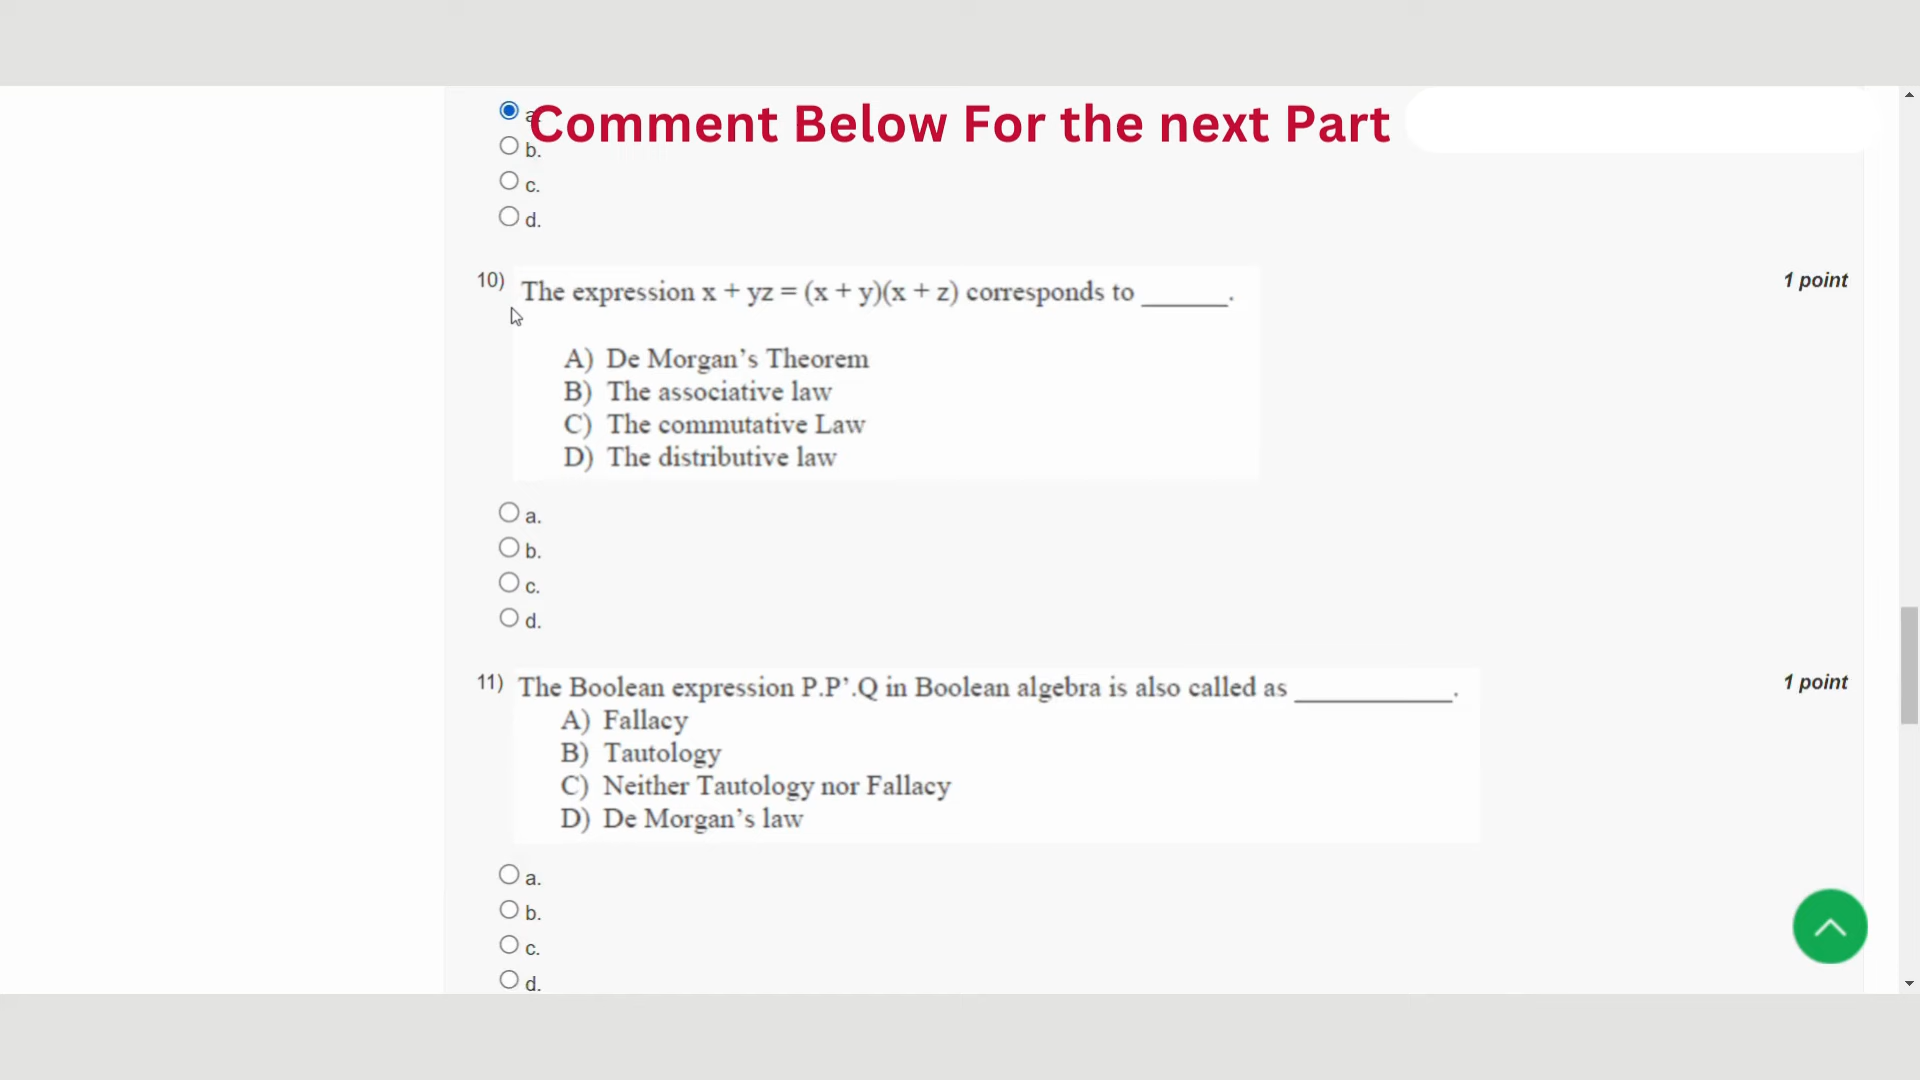 a.
Comment Below For the next Part
b.
c.
d.
10) The expression x + yz = (x + y)(x + z) corresponds to ______.
1 point
A) De Morgan’s Theorem
B) The associative law
C) The commutative Law
D) The distributive law
a.
b.
c.
d.
11) The Boolean expression P.P’.Q in Boolean algebra is also called as ___________.
1 point
A) Fallacy
B) Tautology
C) Neither Tautology nor Fallacy
D) De Morgan’s law
a.
b.
c.
d.